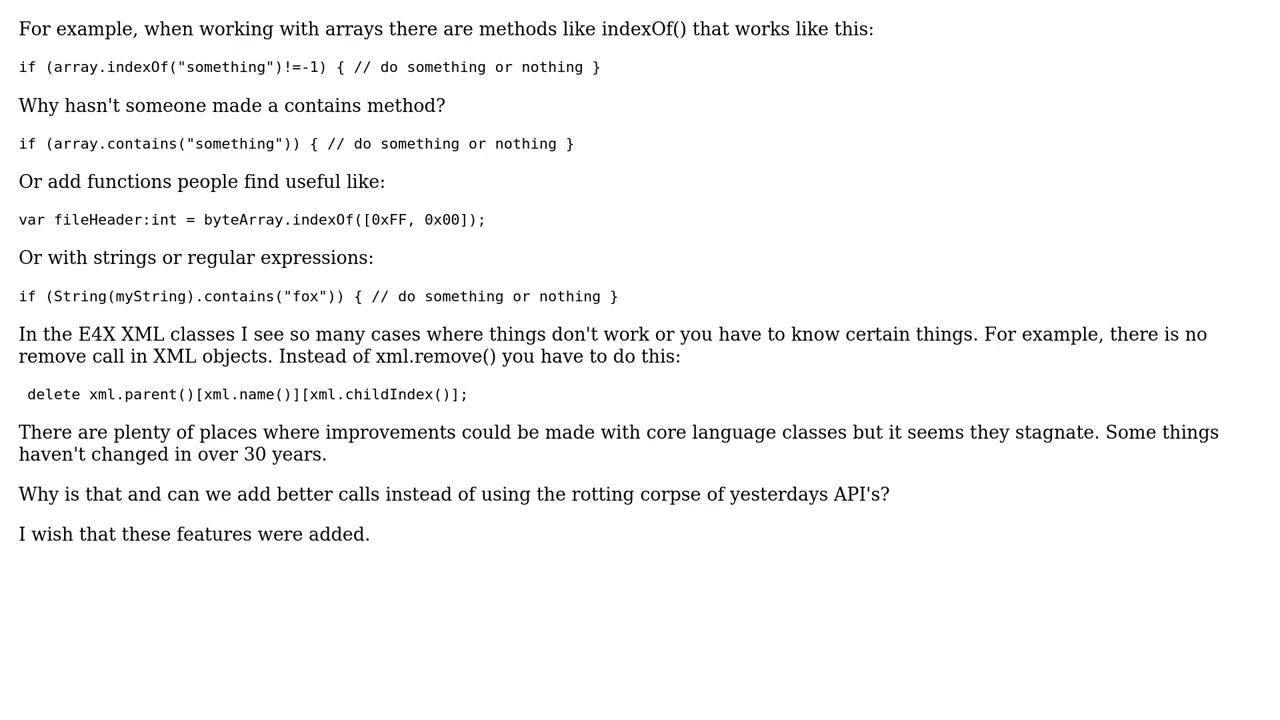 For example, when working with arrays there are methods like indexOf() that works like this:
if (array.indexOf("something")!=-1) { // do something or nothing }
Why hasn't someone made a contains method?
if (array.contains("something")) { // do something or nothing }
Or add functions people find useful like:
var fileHeader:int = byteArray.indexOf([0xFF, 0x00]);
Or with strings or regular expressions:
if (String(myString).contains("fox")) { // do something or nothing }
In the E4X XML classes I see so many cases where things don't work or you have to know certain things. For example, there is no
remove call in XML objects. Instead of xml.remove() you have to do this:
delete xml.parent()[xml.name()][xml.childIndex()];
There are plenty of places where improvements could be made with core language classes but it seems they stagnate. Some things
haven't changed in over 30 years.
Why is that and can we add better calls instead of using the rotting corpse of yesterdays API's?
I wish that these features were added.